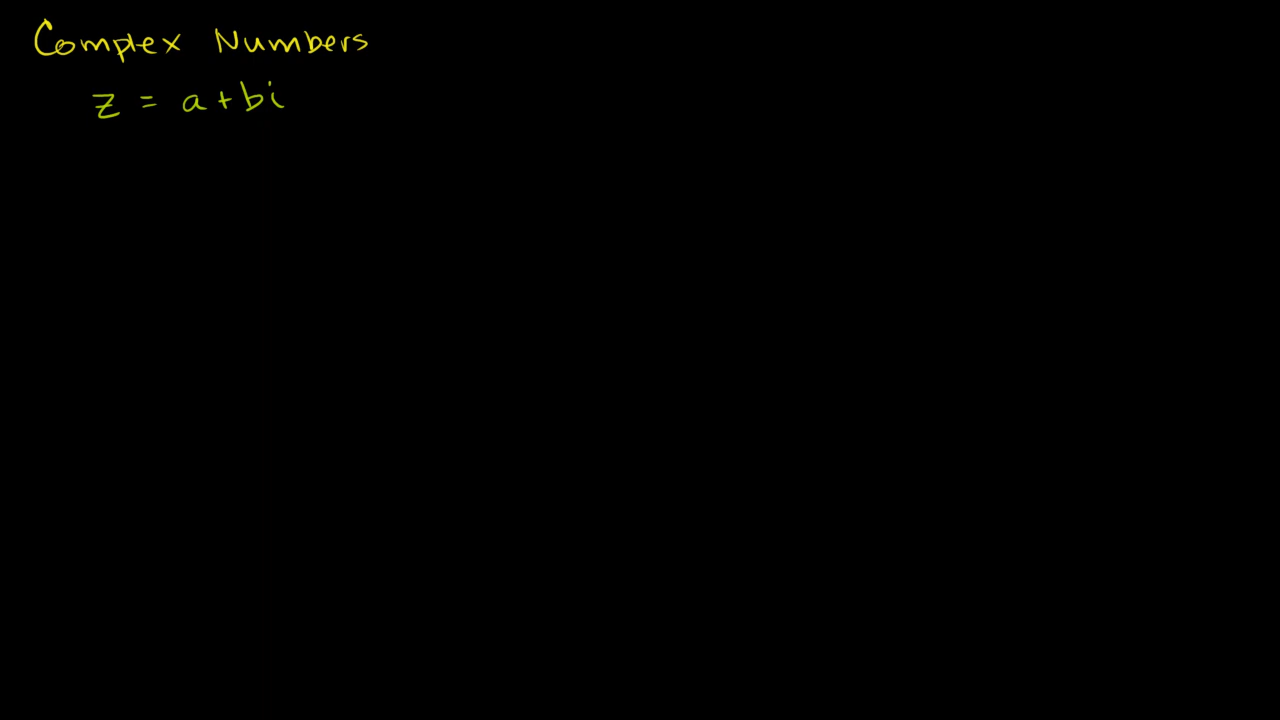 Complex Numbers
z = a + bi